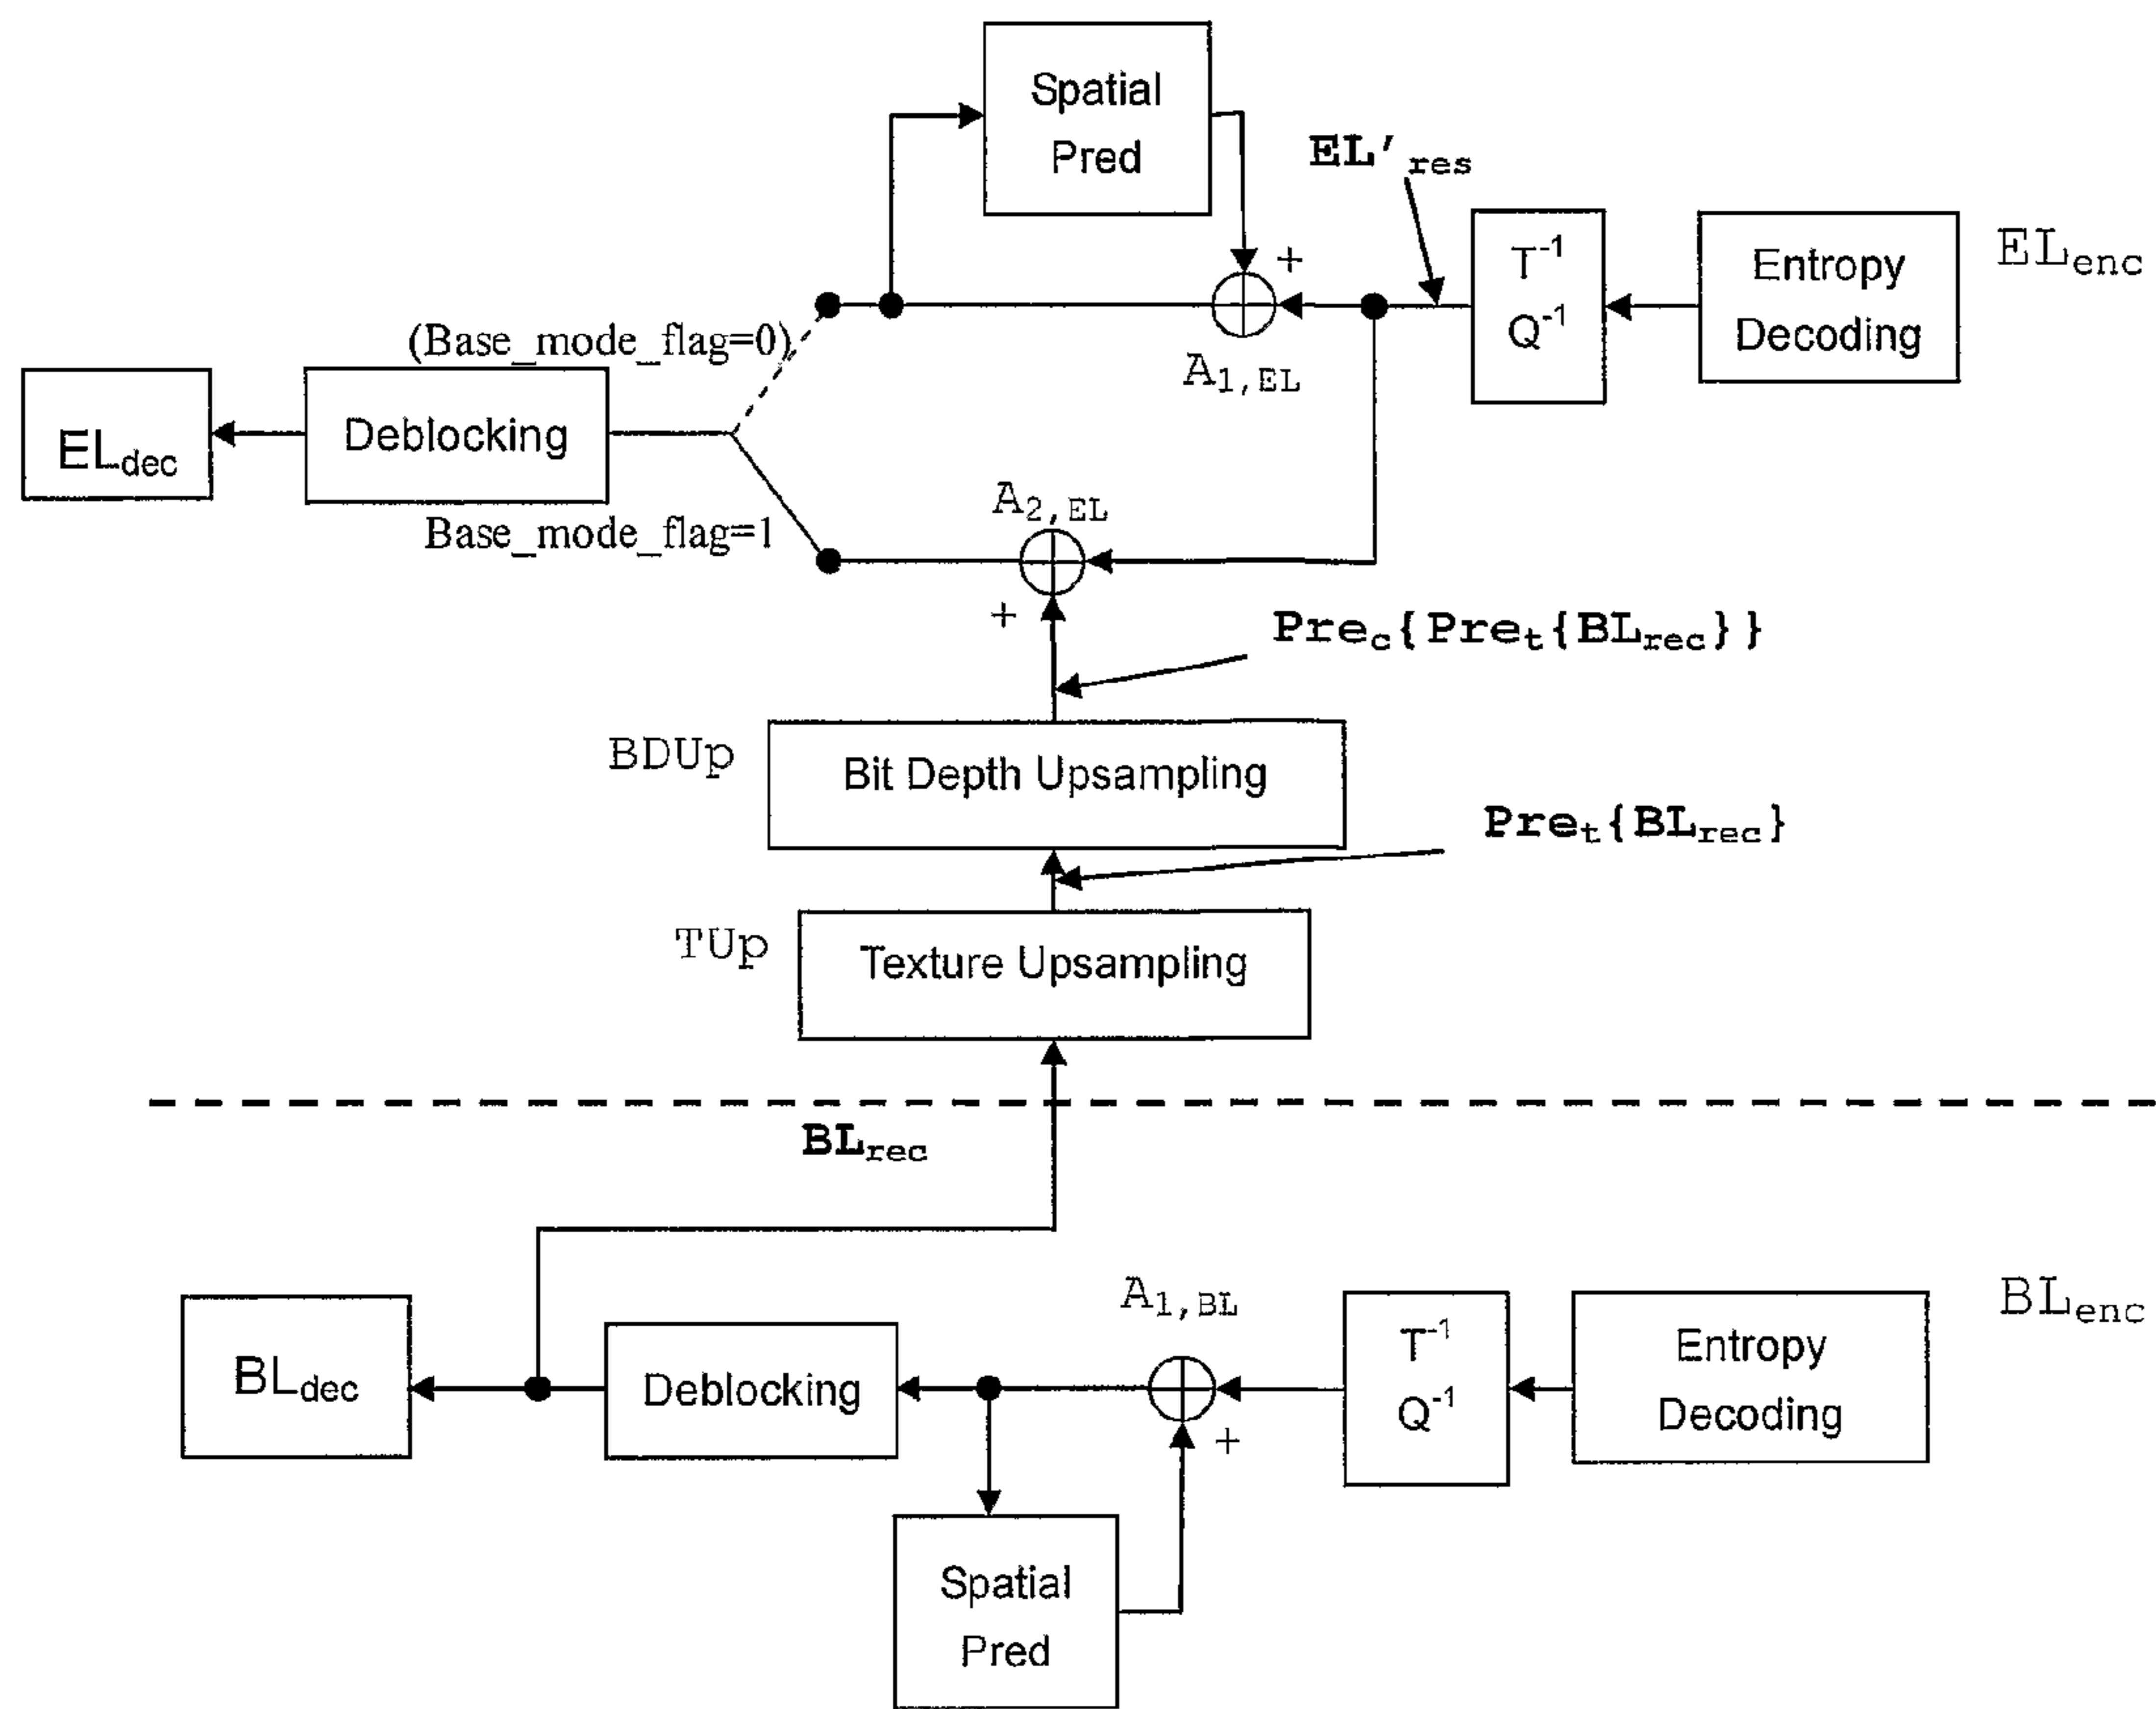 Spatial
Pred
EL'res
T-1
Q-1
Entropy
Decoding
ELenc
+
A1,EL
(Base_mode_flag=0)
ELdec
Deblocking
Base_mode_flag=1
A2,EL
+
Prec{Pret{BLrec}}
BDUp
Bit Depth Upsampling
Pret{BLrec}
TUp
Texture Upsampling
BLrec
BLdec
Deblocking
A1,BL
+
T-1
Q-1
Entropy
Decoding
BLenc
Spatial
Pred